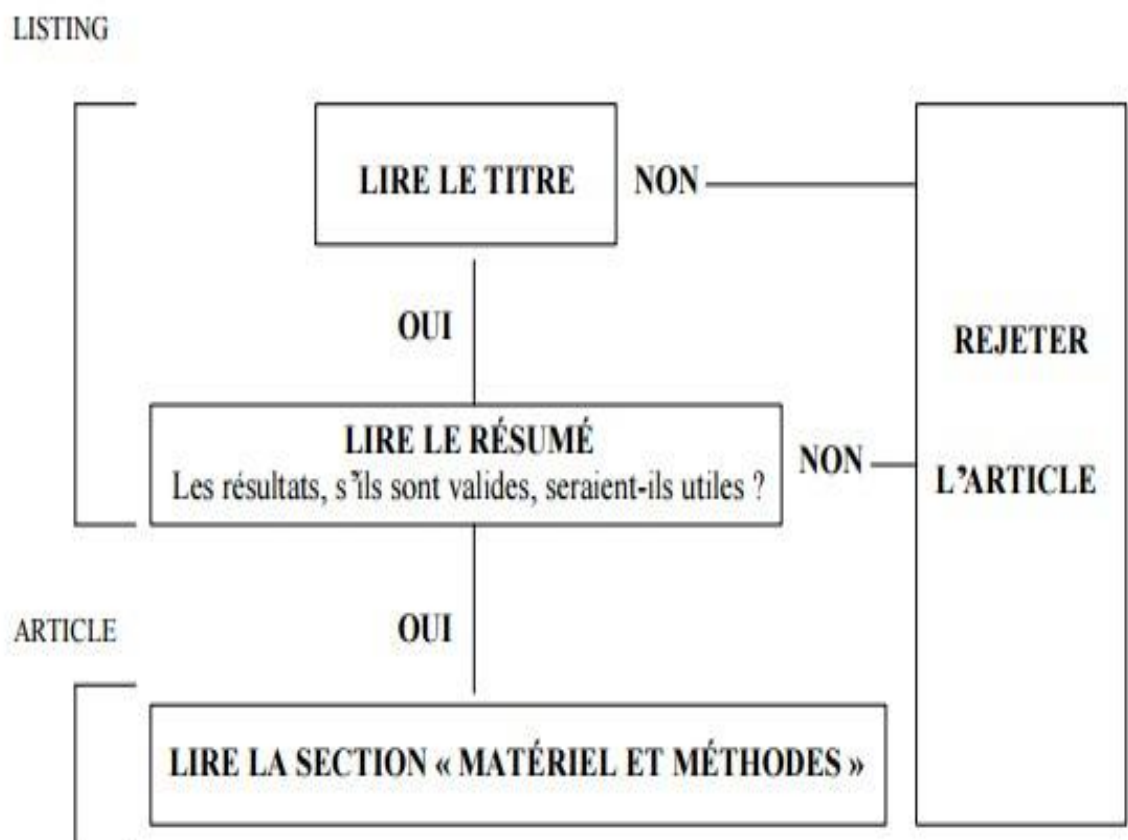 LISTING
LIRE LE TITRE
NON
OUI
REJETER
LIRE LE RÉSUMÉ
Les résultats, s’ils sont valides, seraient-ils utiles ?
NON
L’ARTICLE
ARTICLE
OUI
LIRE LA SECTION « MATÉRIEL ET MÉTHODES »